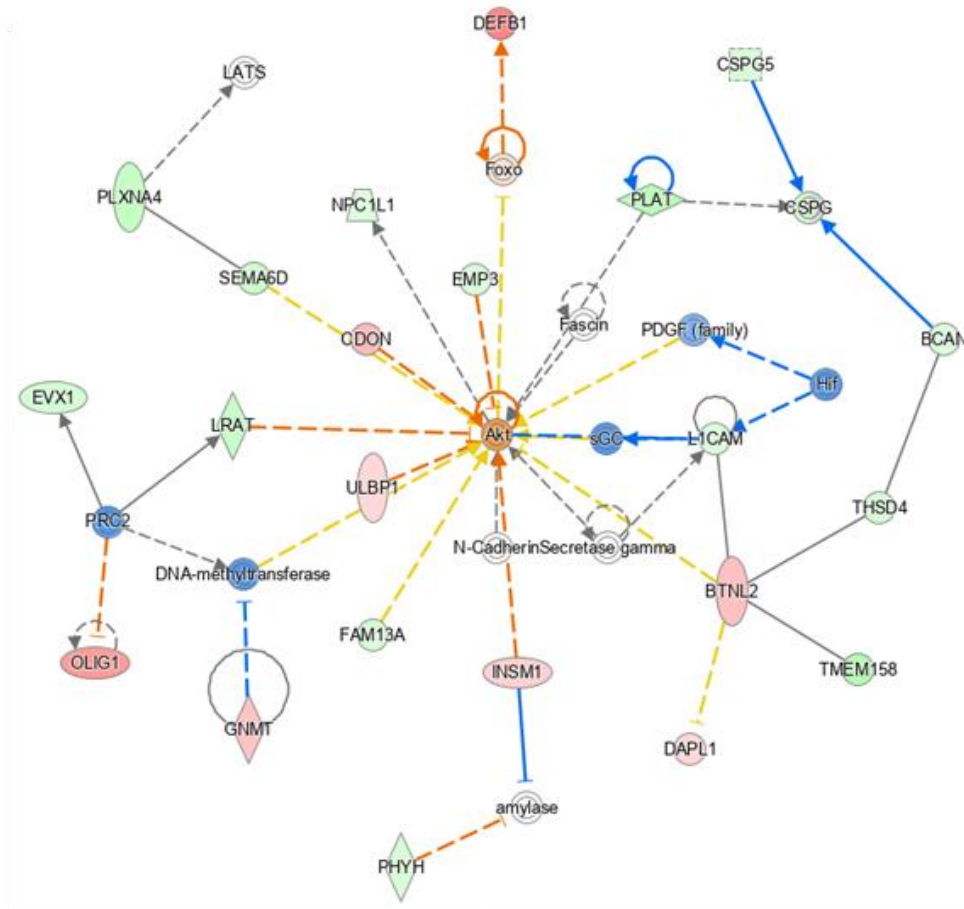 DEFB1
CSPG5
LATS
Foxo
PLXNA4
NPC1L1
PLAT
CSPG
SEMA6D
EMP3
Fascin
PDGF (family)
CDON
BCAN
Hif
EVX1
LRAT
Akt
sGC
L1CAM
ULBP1
THSD4
PRC2
N-Cadherin
Secretase gamma
DNA-methyltransferase
BTNL2
FAM13A
OLIG1
INSM1
TMEM158
GNMT
DAPL1
amylase
PHYH